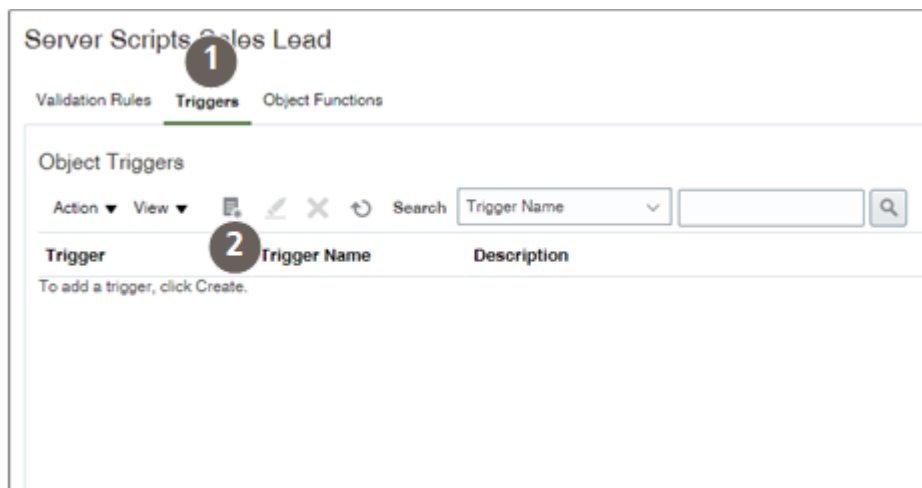 Server Scripts Sales Lead
1
Validation Rules Triggers Object Functions
Object Triggers
Action View Search Trigger Name
2
Trigger Trigger Name Description
To add a trigger, click Create.